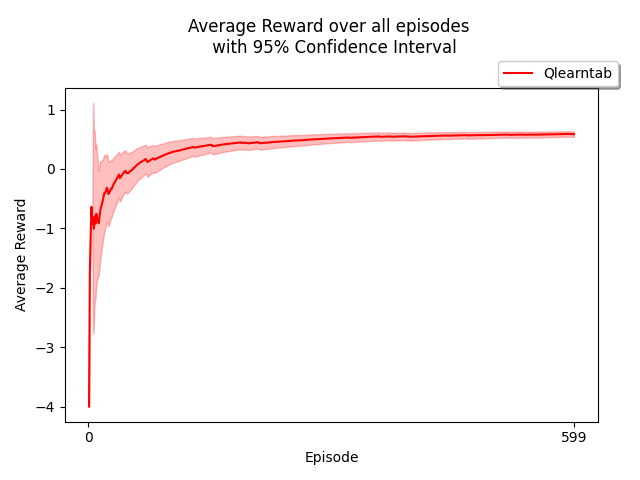 Average Reward over all episodes
with 95% Confidence Interval
Qlearntab
1
0
−1
−2
−3
−4
Average Reward
0
599
Episode